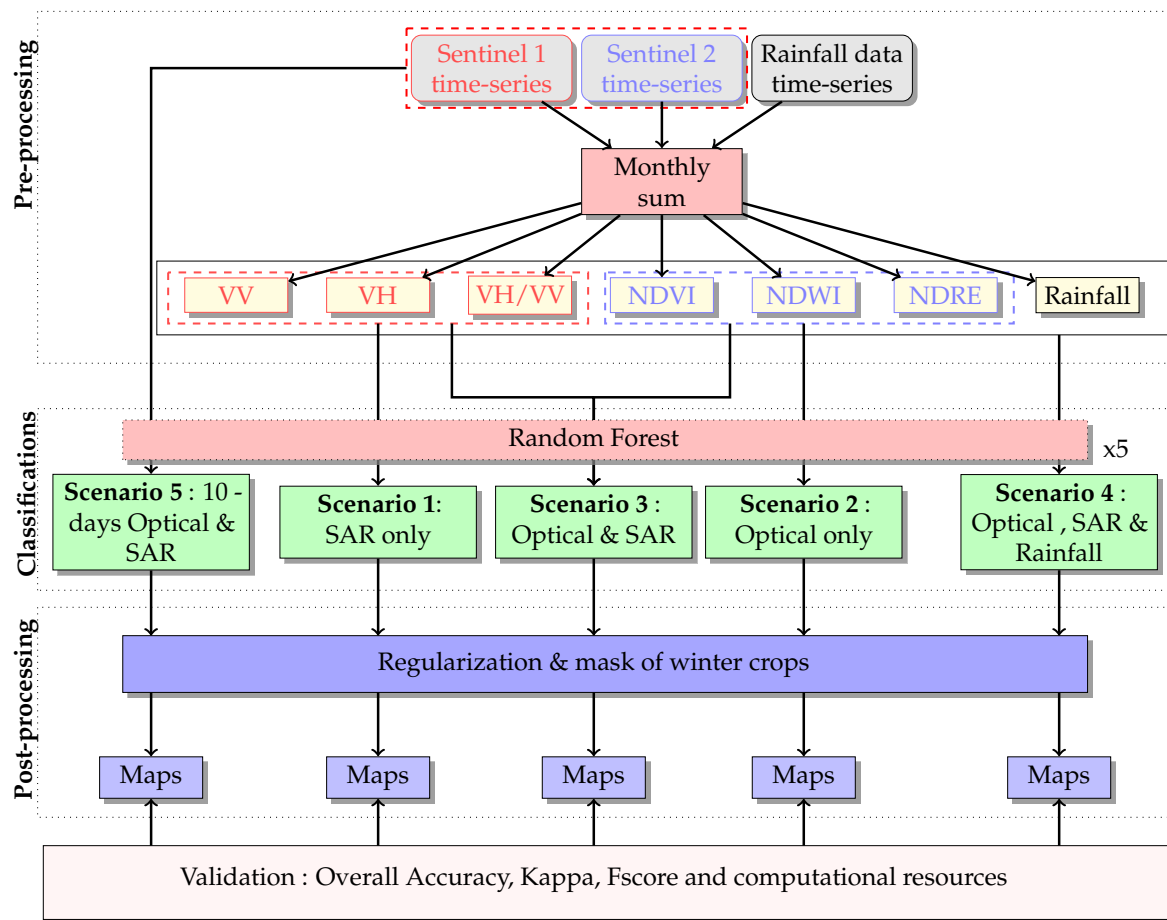 Pre-processing
Sentinel 1
time-series
Sentinel 2
time-series
Rainfall data
time-series
Monthly
sum
VV
VH
VH/VV
NDVI
NDWI
NDRE
Rainfall
Classifications
Random Forest
x5
Scenario 5 : 10 -
days Optical &
SAR
Scenario 1:
SAR only
Scenario 3 :
Optical & SAR
Scenario 2 :
Optical only
Scenario 4 :
Optical , SAR &
Rainfall
Post-processing
Regularization & mask of winter crops
Maps
Maps
Maps
Maps
Maps
Validation : Overall Accuracy, Kappa, Fscore and computational resources